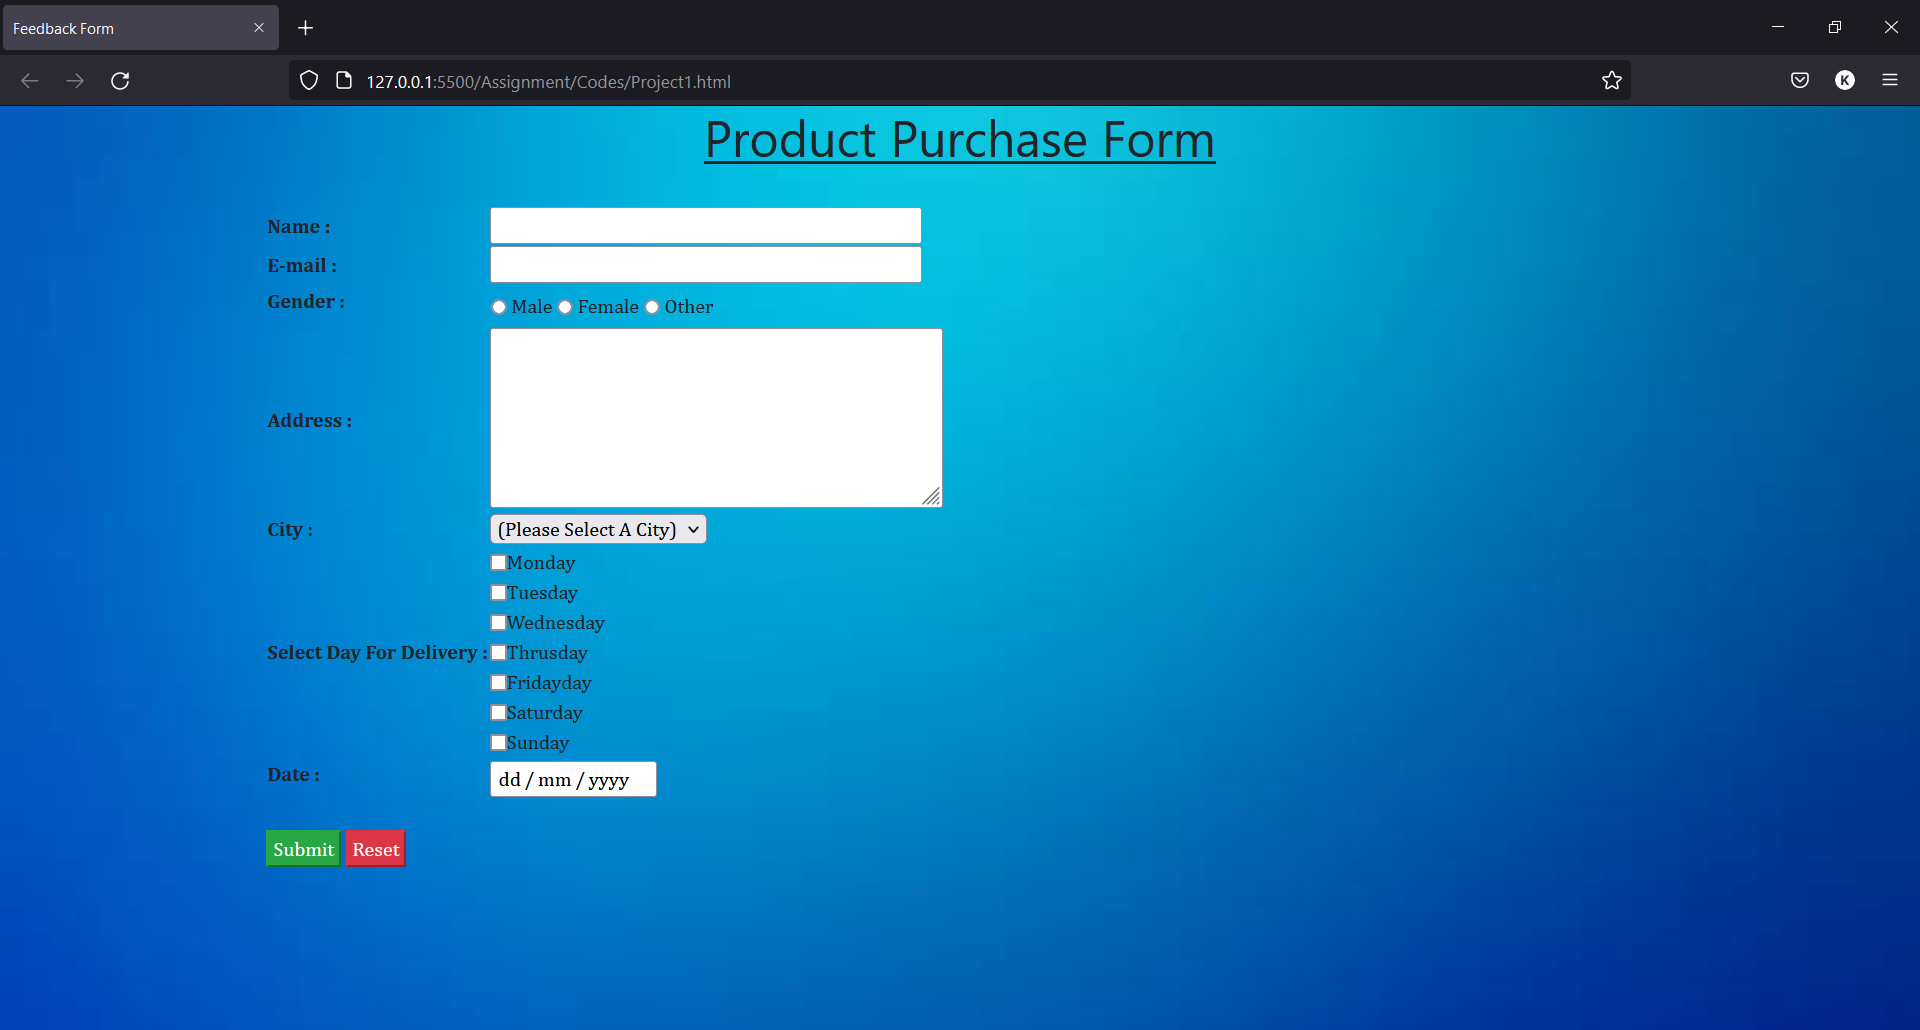 Feedback Form
127.0.0.1:5500/Assignment/Codes/Project1.html
K
Product Purchase Form
Name :
E-mail :
Gender :
Male Female Other
Address :
City :
(Please Select A City)
Monday
Tuesday
Wednesday
Select Day For Delivery : Thrusday
Fridayday
Saturday
Sunday
Date :
dd / mm / yyyy
Submit Reset